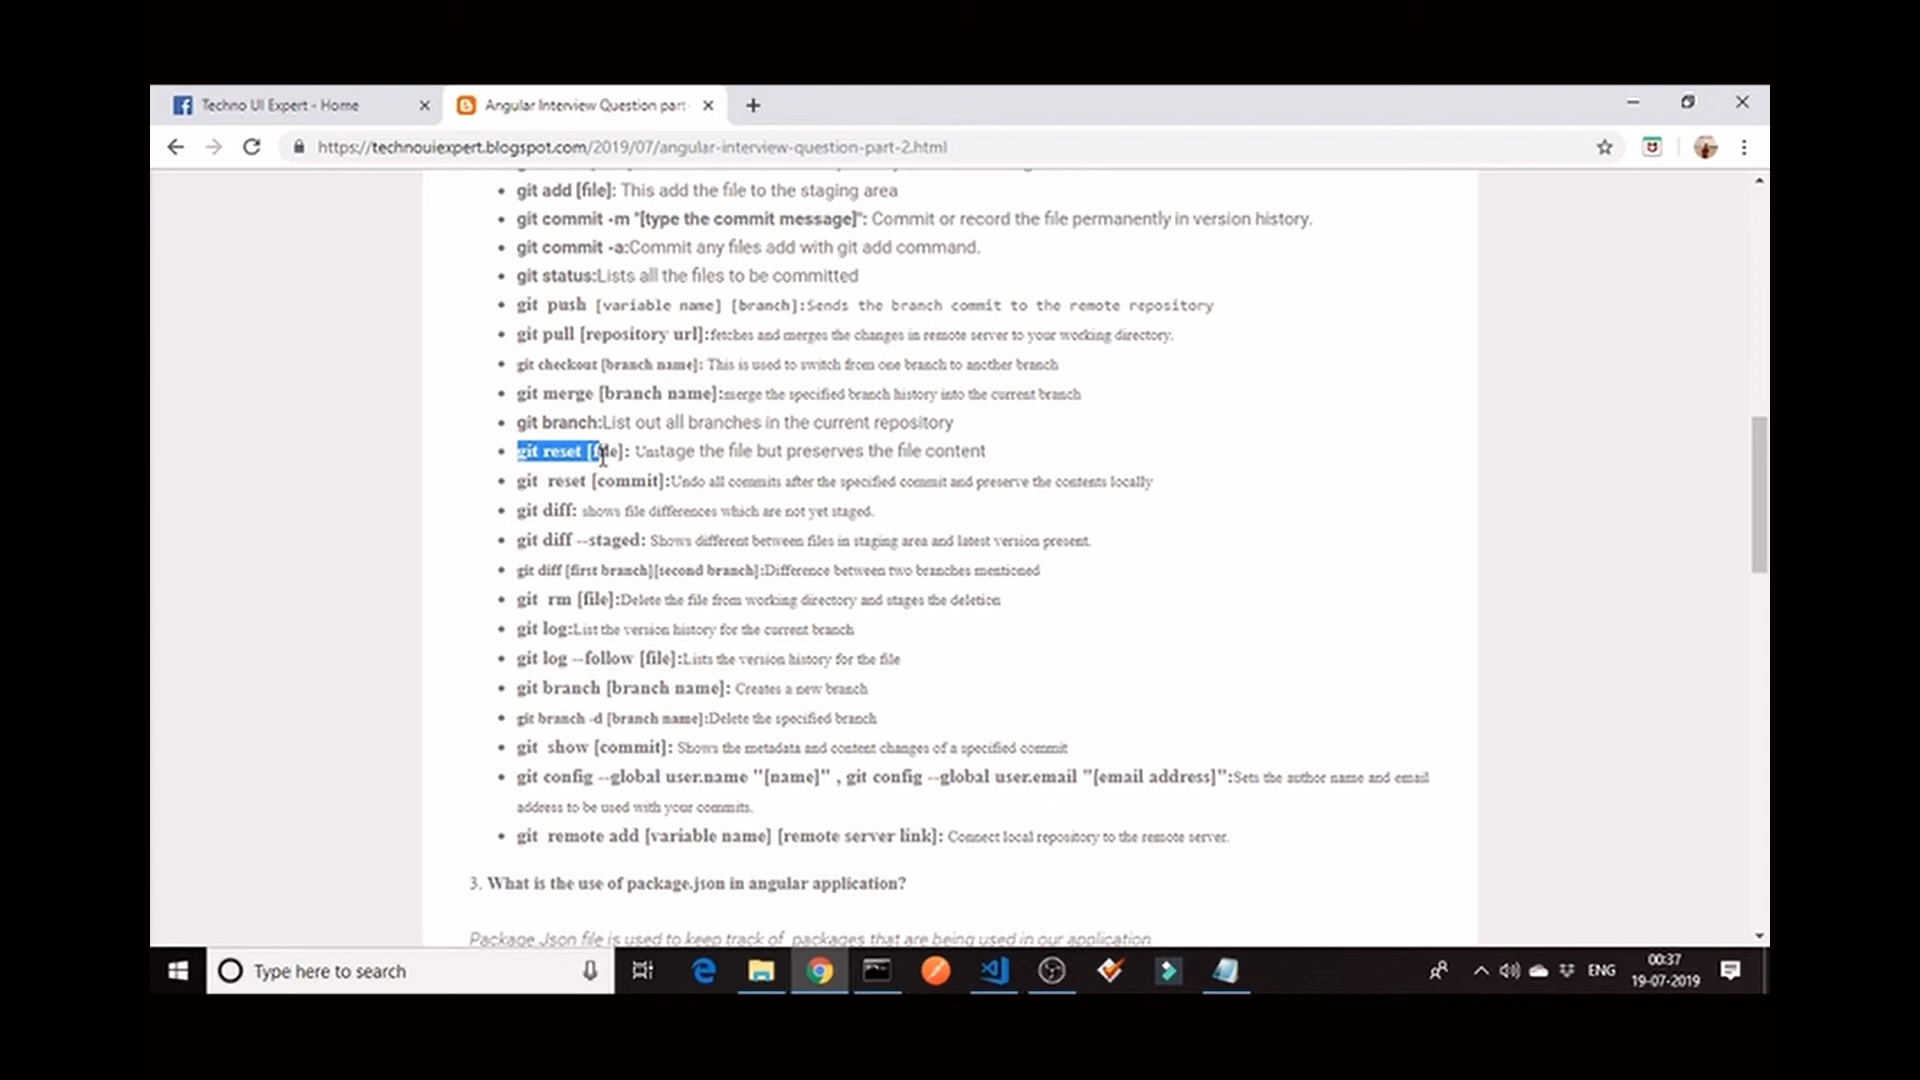 Techno UI Expert - Home
Angular Interview Question part-
https://technouiexpert.blogspot.com/2019/07/angular-interview-question-part-2.html
git add [file]: This add the file to the staging area
git commit -m "[type the commit message]": Commit or record the file permanently in version history.
git commit -a:Commit any files add with git add command.
git status:Lists all the files to be committed
git push [variable name] [branch]:Sends the branch commit to the remote repository
git pull [repository url]:fetches and merges the changes in remote server to your working directory.
git checkout [branch name]: This is used to switch from one branch to another branch
git merge [branch name]:merge the specified branch history into the current branch
git branch:List out all branches in the current repository
git reset [file]: Unstage the file but preserves the file content
git reset [commit]:Undo all commits after the specified commit and preserve the contents locally
git diff: shows file differences which are not yet staged.
git diff --staged: Shows different between files in staging area and latest version present.
git diff [first branch][second branch]:Difference between two branches mentioned
git rm [file]:Delete the file from working directory and stages the deletion
git log:List the version history for the current branch
git log --follow [file]:Lists the version history for the file
git branch [branch name]: Creates a new branch
git branch -d [branch name]:Delete the specified branch
git show [commit]: Shows the metadata and content changes of a specified commit
git config --global user.name "[name]" , git config --global user.email "[email address]":Sets the author name and email
address to be used with your commits.
git remote add [variable name] [remote server link]: Connect local repository to the remote server.
3. What is the use of package.json in angular application?
Package Json file is used to keep track of packages that are being used in our application
Type here to search
ENG
00:37
19-07-2019